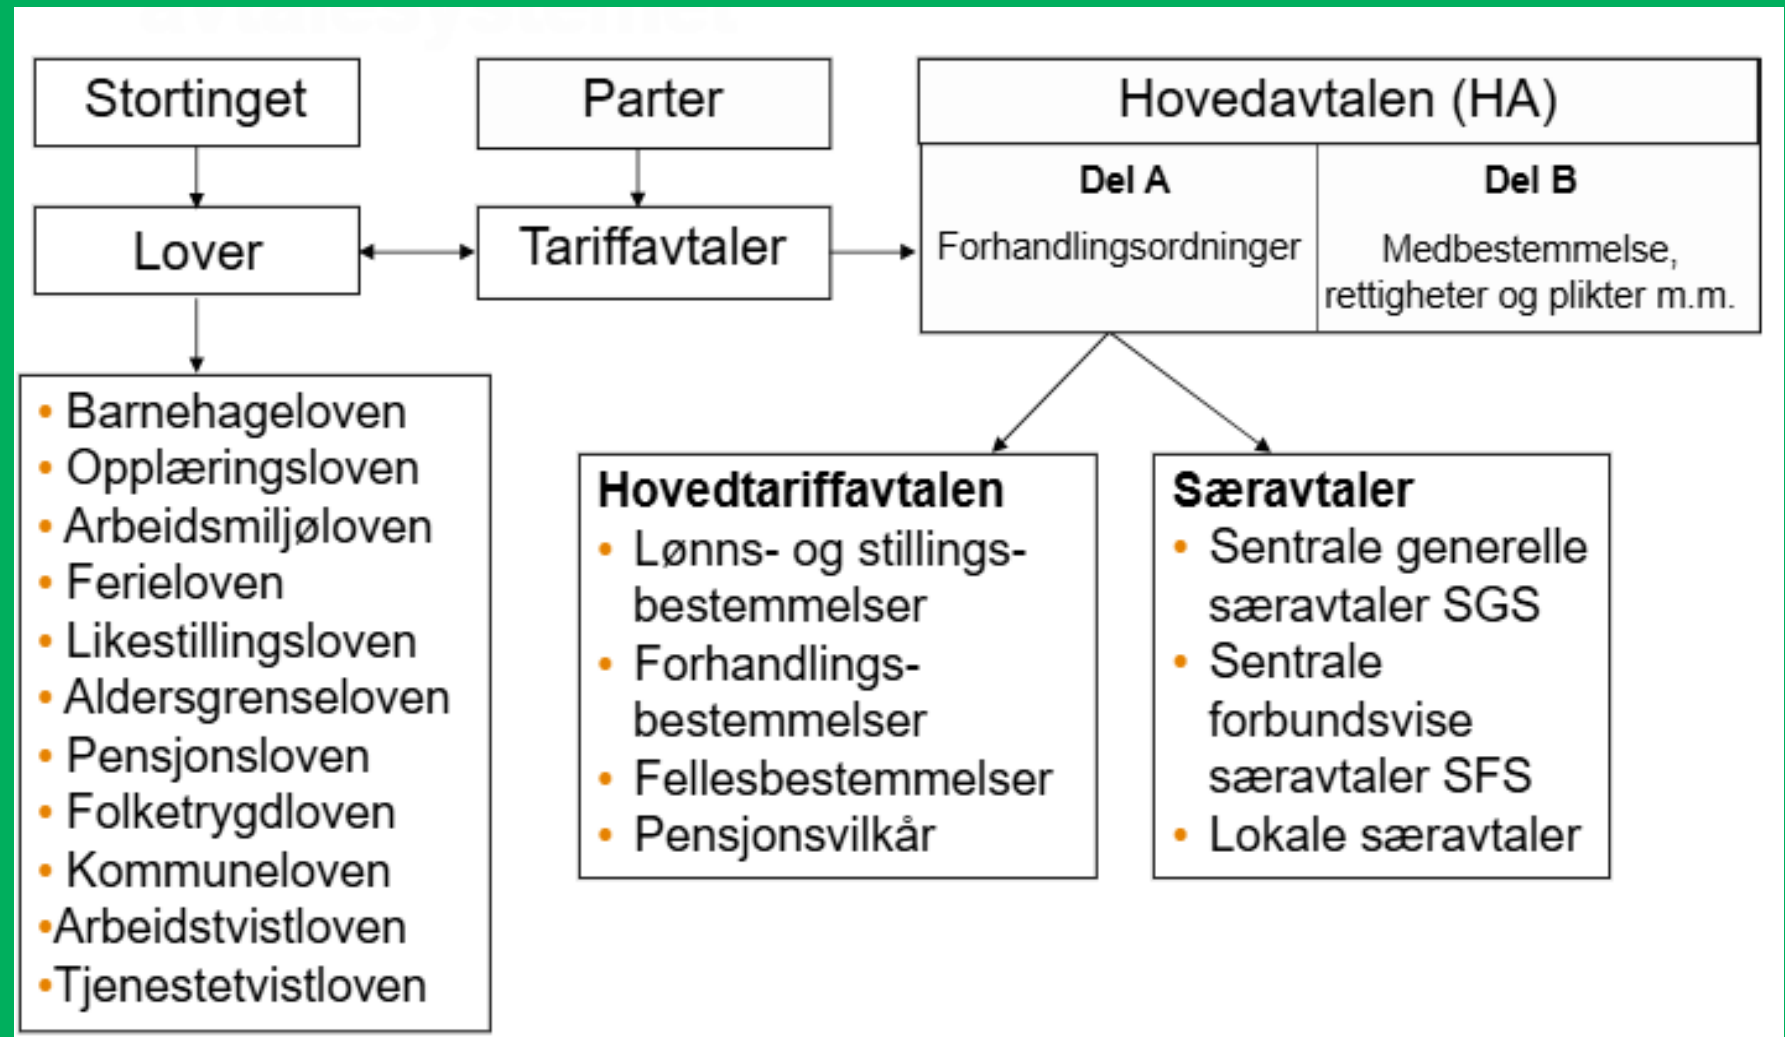 Stortinget
Parter
Hovedavtalen (HA)
Lover
Tariffavtaler
Del A
Forhandlingsordninger
Del B
Medbestemmelse,
rettigheter og plikter m.m.
• Barnehageloven
• Opplæringsloven
• Arbeidsmiljøloven
• Ferieloven
• Likestillingsloven
• Aldersgrenseloven
• Pensjonsloven
• Folketrygdloven
• Kommuneloven
•Arbeidstvistloven
•Tjenestetvistloven
Hovedtariffavtalen
• Lønns- og stillings-
bestemmelser
• Forhandlings-
bestemmelser
• Fellesbestemmelser
• Pensjonsvilkår
Særavtaler
• Sentrale generelle
særavtaler SGS
• Sentrale
forbundsvise
særavtaler SFS
• Lokale særavtaler